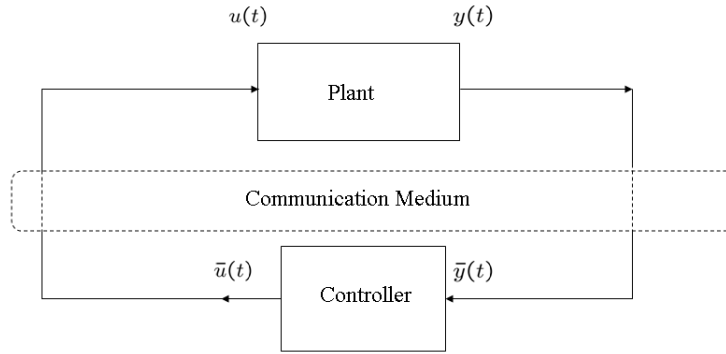 u(t)
y(t)
Plant
Communication Medium
ū(t)
ȳ(t)
Controller